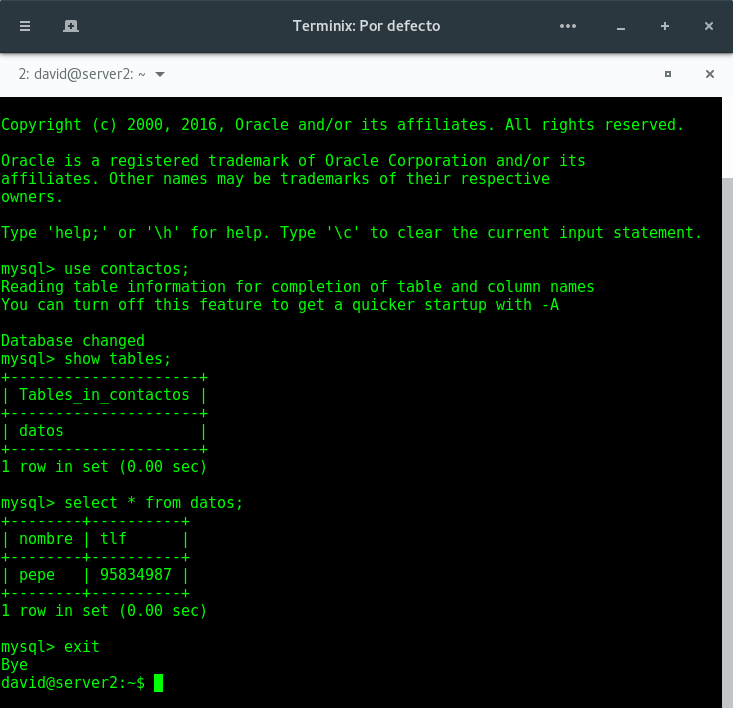 Terminix: Por defecto
2: david@server2: ~
Copyright (c) 2000, 2016, Oracle and/or its affiliates. All rights reserved.
Oracle is a registered trademark of Oracle Corporation and/or its
affiliates. Other names may be trademarks of their respective
owners.
Type 'help;' or '\h' for help. Type '\c' to clear the current input statement.
mysql> use contactos;
Reading table information for completion of table and column names
You can turn off this feature to get a quicker startup with -A
Database changed
mysql> show tables;
+---------------------+
| Tables_in_contactos |
+---------------------+
| datos               |
+---------------------+
1 row in set (0.00 sec)
mysql> select * from datos;
+--------+----------+
| nombre | tlf      |
+--------+----------+
| pepe   | 95834987 |
+--------+----------+
1 row in set (0.00 sec)
mysql> exit
Bye
david@server2:~$